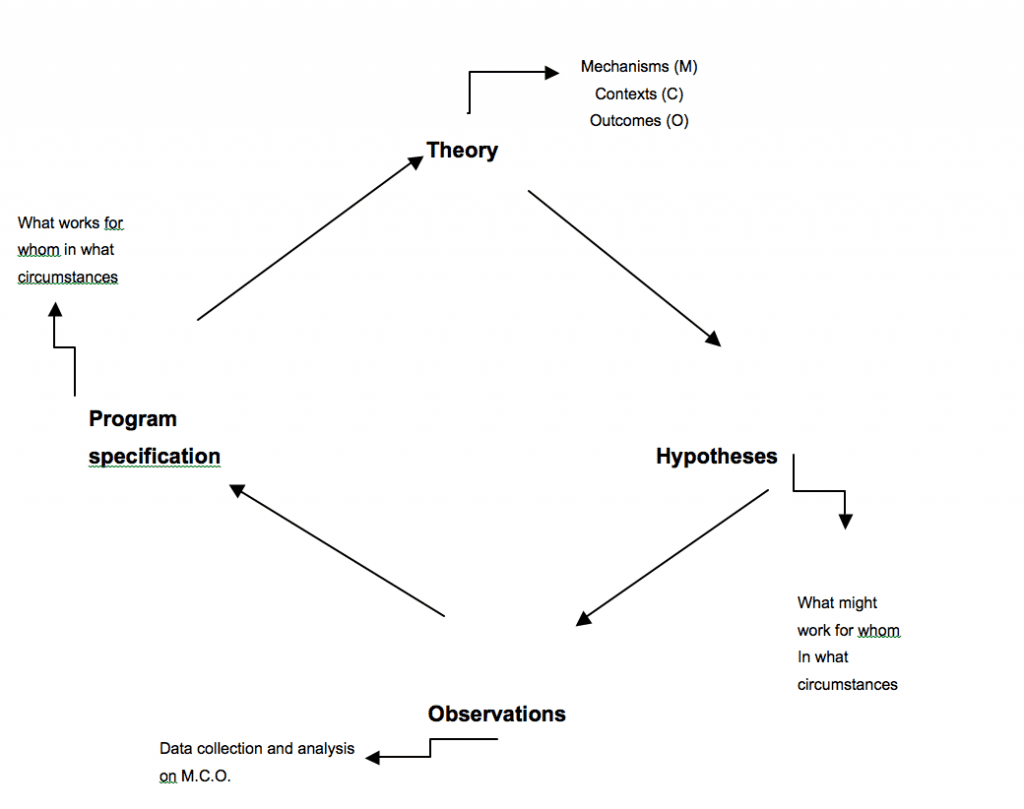 Mechanisms (M)
Contexts (C)
Outcomes (O)
Theory
What works for
whom in what
circumstances
Program
specification
Hypotheses
What might
work for whom
In what
circumstances
Observations
Data collection and analysis
on M.C.O.